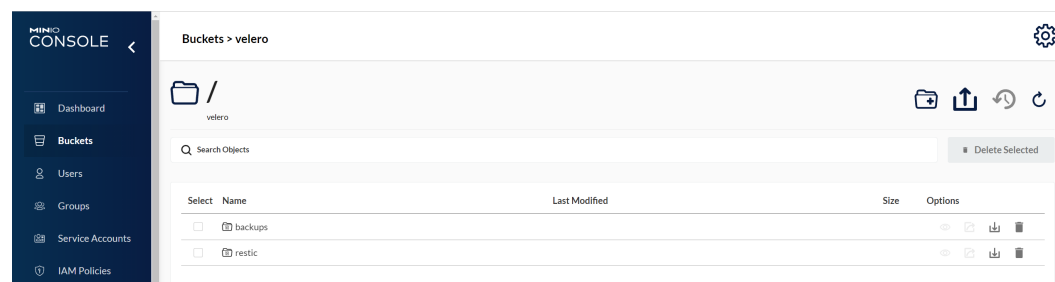 MINIO
CONSOLE
Dashboard
Buckets
Users
Groups
Service Accounts
IAM Policies
Buckets > velero
/
velero
Search Objects
Delete Selected
Select Name Last Modified Size Options
backups
restic